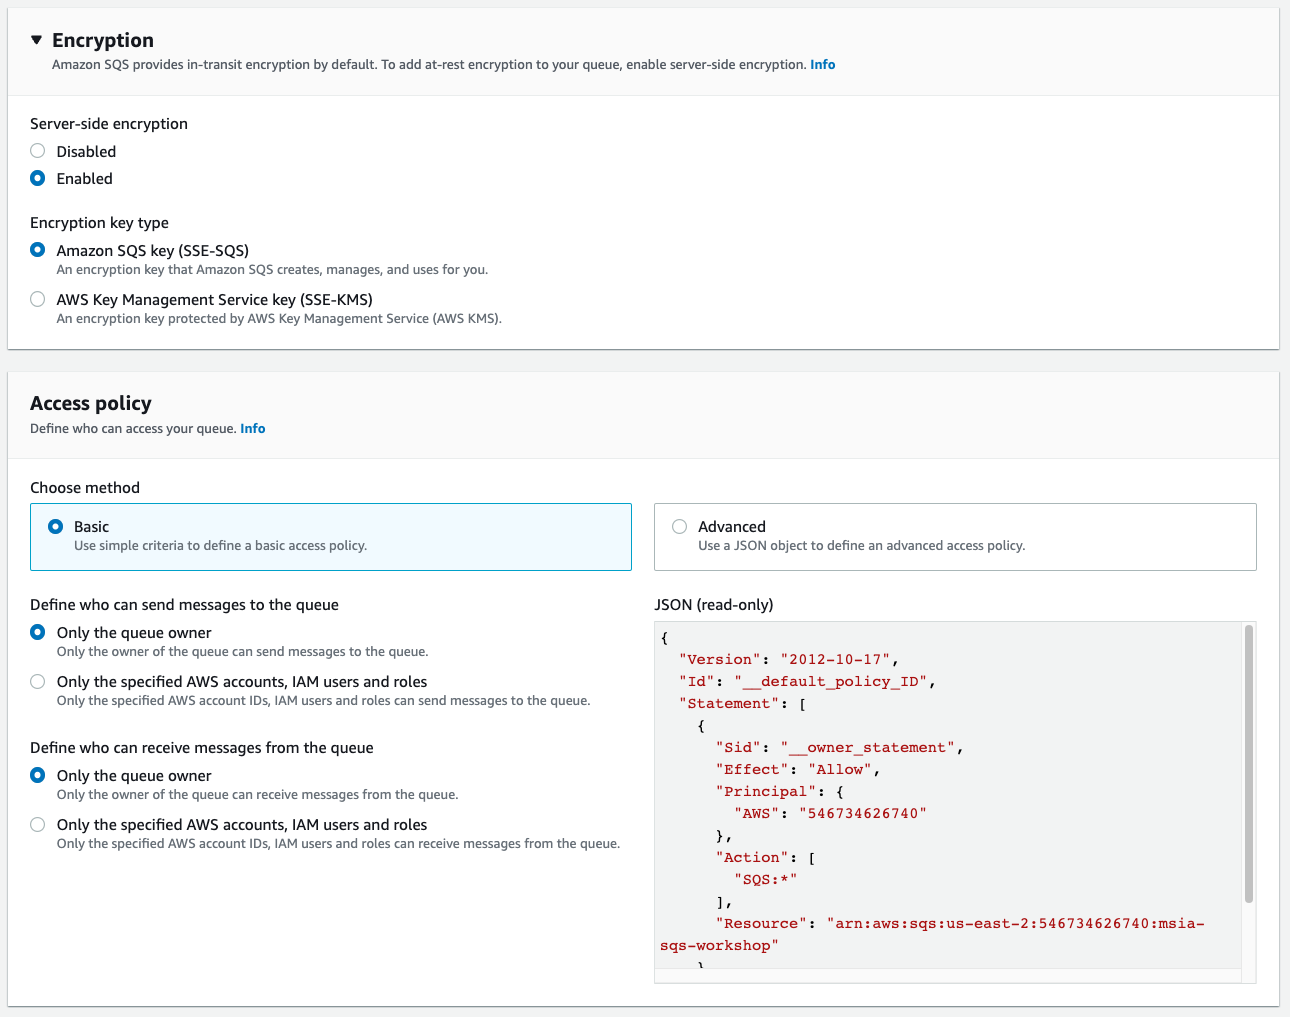 Encryption
Amazon SQS provides in-transit encryption by default. To add at-rest encryption to your queue, enable server-side encryption. Info
Server-side encryption
Disabled
Enabled
Encryption key type
Amazon SQS key (SSE-SQS)
An encryption key that Amazon SQS creates, manages, and uses for you.
AWS Key Management Service key (SSE-KMS)
An encryption key protected by AWS Key Management Service (AWS KMS).
Access policy
Define who can access your queue. Info
Choose method
Basic
Use simple criteria to define a basic access policy.
Advanced
Use a JSON object to define an advanced access policy.
Define who can send messages to the queue
Only the queue owner
Only the owner of the queue can send messages to the queue.
Only the specified AWS accounts, IAM users and roles
Only the specified AWS account IDs, IAM users and roles can send messages to the queue.
Define who can receive messages from the queue
Only the queue owner
Only the owner of the queue can receive messages from the queue.
Only the specified AWS accounts, IAM users and roles
Only the specified AWS account IDs, IAM users and roles can receive messages from the queue.
JSON (read-only)
{
  "Version": "2012-10-17",
  "Id": "__default_policy_ID",
  "Statement": [
    {
      "Sid": "__owner_statement",
      "Effect": "Allow",
      "Principal": {
        "AWS": "546734626740"
      },
      "Action": [
        "SQS:*"
      ],
      "Resource": "arn:aws:sqs:us-east-2:546734626740:msia-
sqs-workshop"
    }